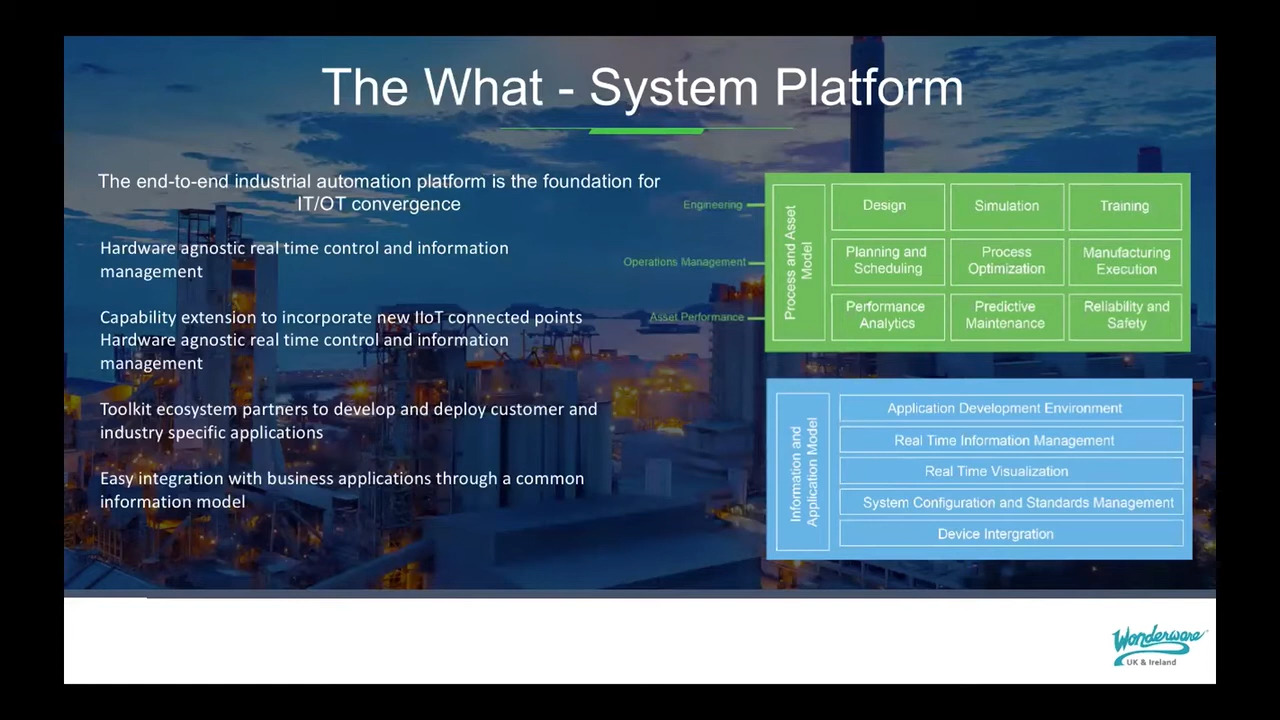 The What - System Platform
The end-to-end industrial automation platform is the foundation for
IT/OT convergence
Hardware agnostic real time control and information
management
Capability extension to incorporate new IIoT connected points
Hardware agnostic real time control and information
management
Toolkit ecosystem partners to develop and deploy customer and
industry specific applications
Easy integration with business applications through a common
information model
Engineering
Operations Management
Asset Performance
Process and Asset
Model
Design
Simulation
Training
Planning and
Scheduling
Process
Optimization
Manufacturing
Execution
Performance
Analytics
Predictive
Maintenance
Reliability and
Safety
Information and
Application Model
Application Development Environment
Real Time Information Management
Real Time Visualization
System Configuration and Standards Management
Device Intergration
Wonderware
UK & Ireland